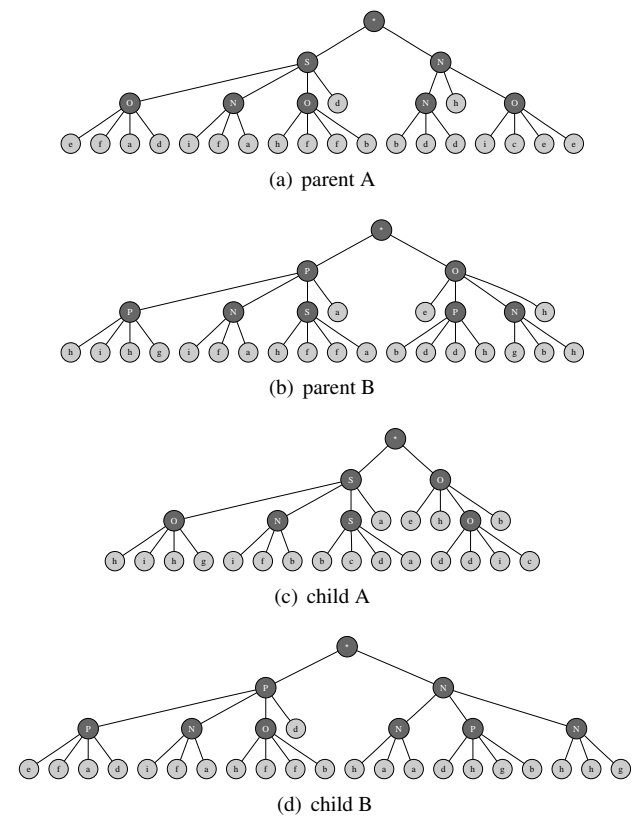 *
S N
O N O d N h O
e f a d i f a h f f b b d d i c e e
(a) parent A
*
P O
P N S a e P N h
h i h g i f a h f f a b d d h g b h
(b) parent B
*
S O
O N S a e h O b
h i h g i f b b c d a d d i c
(c) child A
*
P N
P N O d N P N
e f a d i f a h f f b h a a d h g b h h g
(d) child B